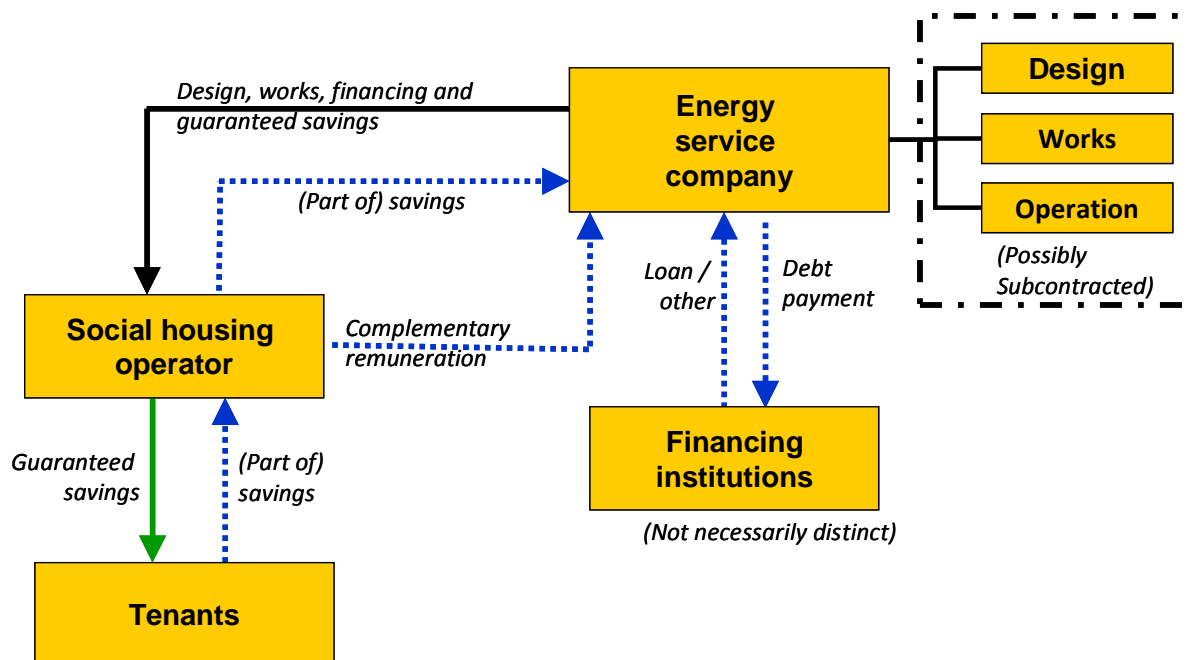 Design, works, financing and
guaranteed savings
Energy
service
company
Design
Works
Operation
(Possibly
Subcontracted)
(Part of) savings
Loan /
other
Debt
payment
Social housing
operator
Complementary
remuneration
Financing
institutions
(Not necessarily distinct)
Guaranteed
savings
(Part of)
savings
Tenants